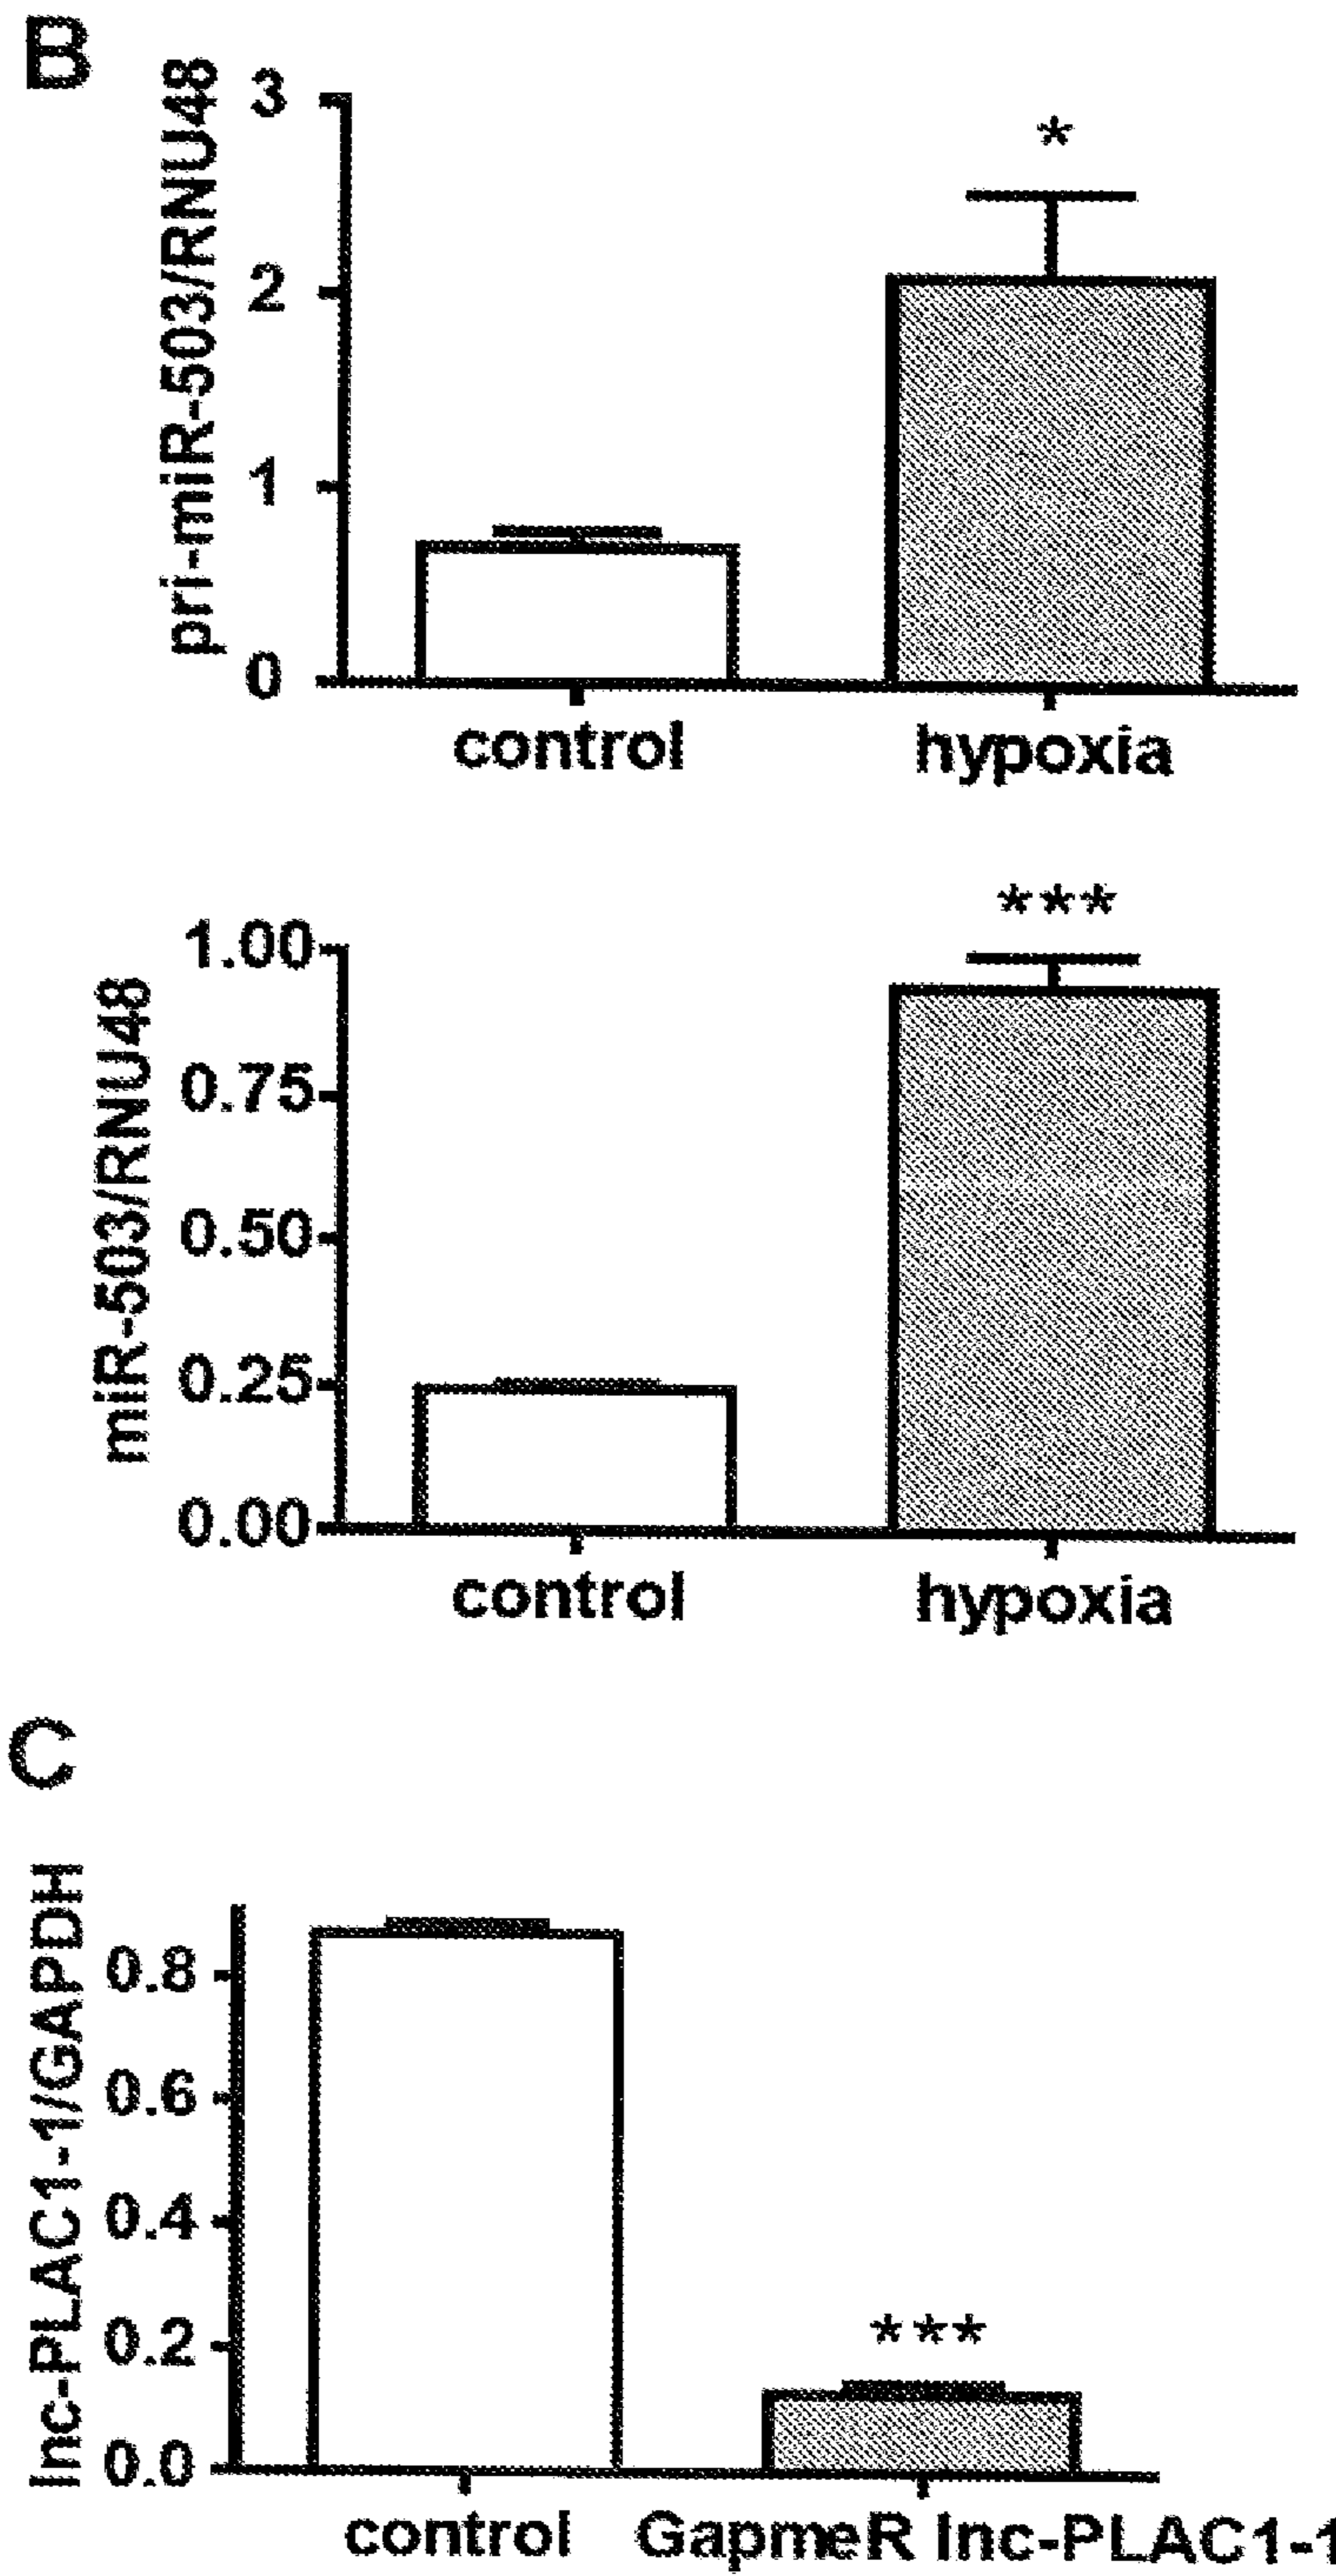 B
pri-miR-503/RNU48
3
2
1
0
*
control
hypoxia
miR-503/RNU48
1.00
0.75
0.50
0.25
0.00
***
control
hypoxia
C
lnc-PLAC1-1/GAPDH
0.8
0.6
0.4
0.2
0.0
***
control
GapmeR lnc-PLAC1-1